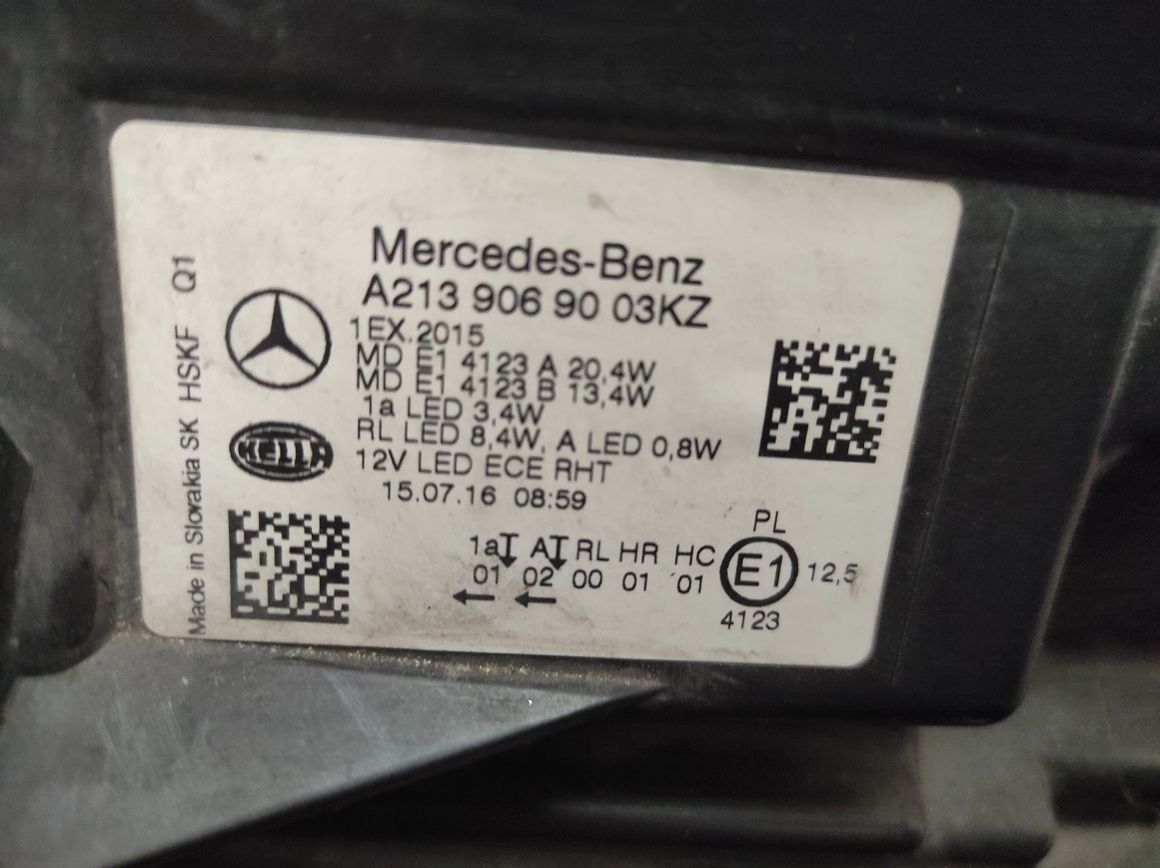 Mercedes-Benz
A213 906 90 03KZ
1EX.2015
MD E1 4123 A 20,4W
MD E1 4123 B 13,4W
1a LED 3,4W
RL LED 8,4W, A LED 0,8W
12V LED ECE RHT
15.07.16 08:59
HELLA
Made in Slovakia SK HSKF Q1
1a A RL HR HC
01 02 00 01 01
PL
E1 12,5
4123